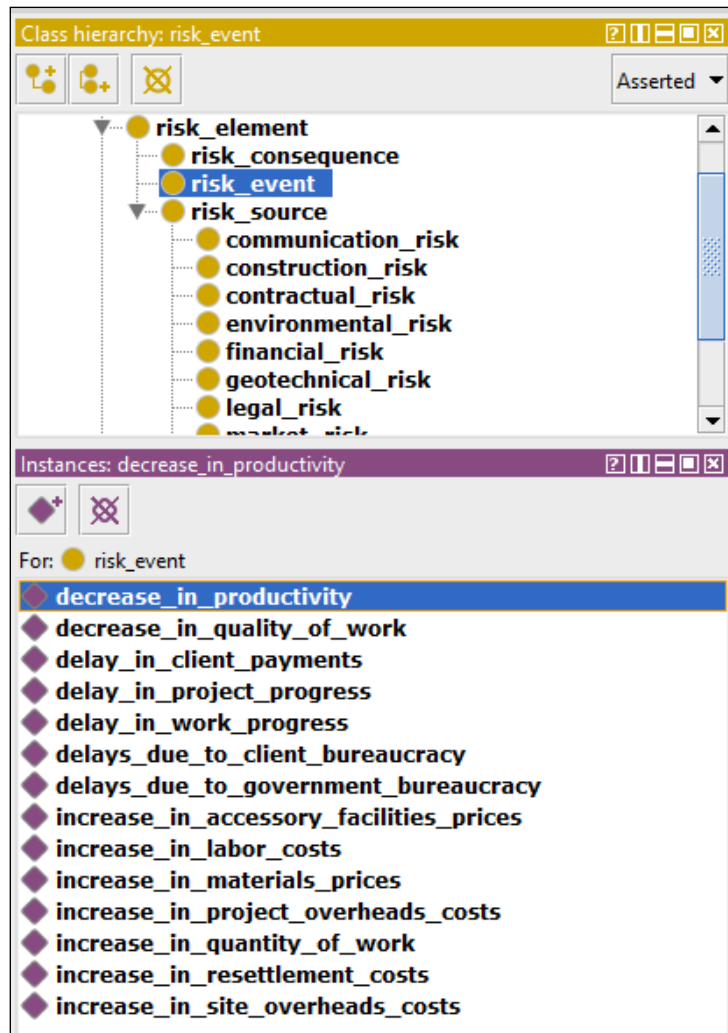 Class hierarchy: risk_event
Asserted
risk_element
risk_consequence
risk_event
risk_source
communication_risk
construction_risk
contractual_risk
environmental_risk
financial_risk
geotechnical_risk
legal_risk
market_risk
Instances: decrease_in_productivity
For: risk_event
decrease_in_productivity
decrease_in_quality_of_work
delay_in_client_payments
delay_in_project_progress
delay_in_work_progress
delays_due_to_client_bureaucracy
delays_due_to_government_bureaucracy
increase_in_accessory_facilities_prices
increase_in_labor_costs
increase_in_materials_prices
increase_in_project_overheads_costs
increase_in_quantity_of_work
increase_in_resettlement_costs
increase_in_site_overheads_costs